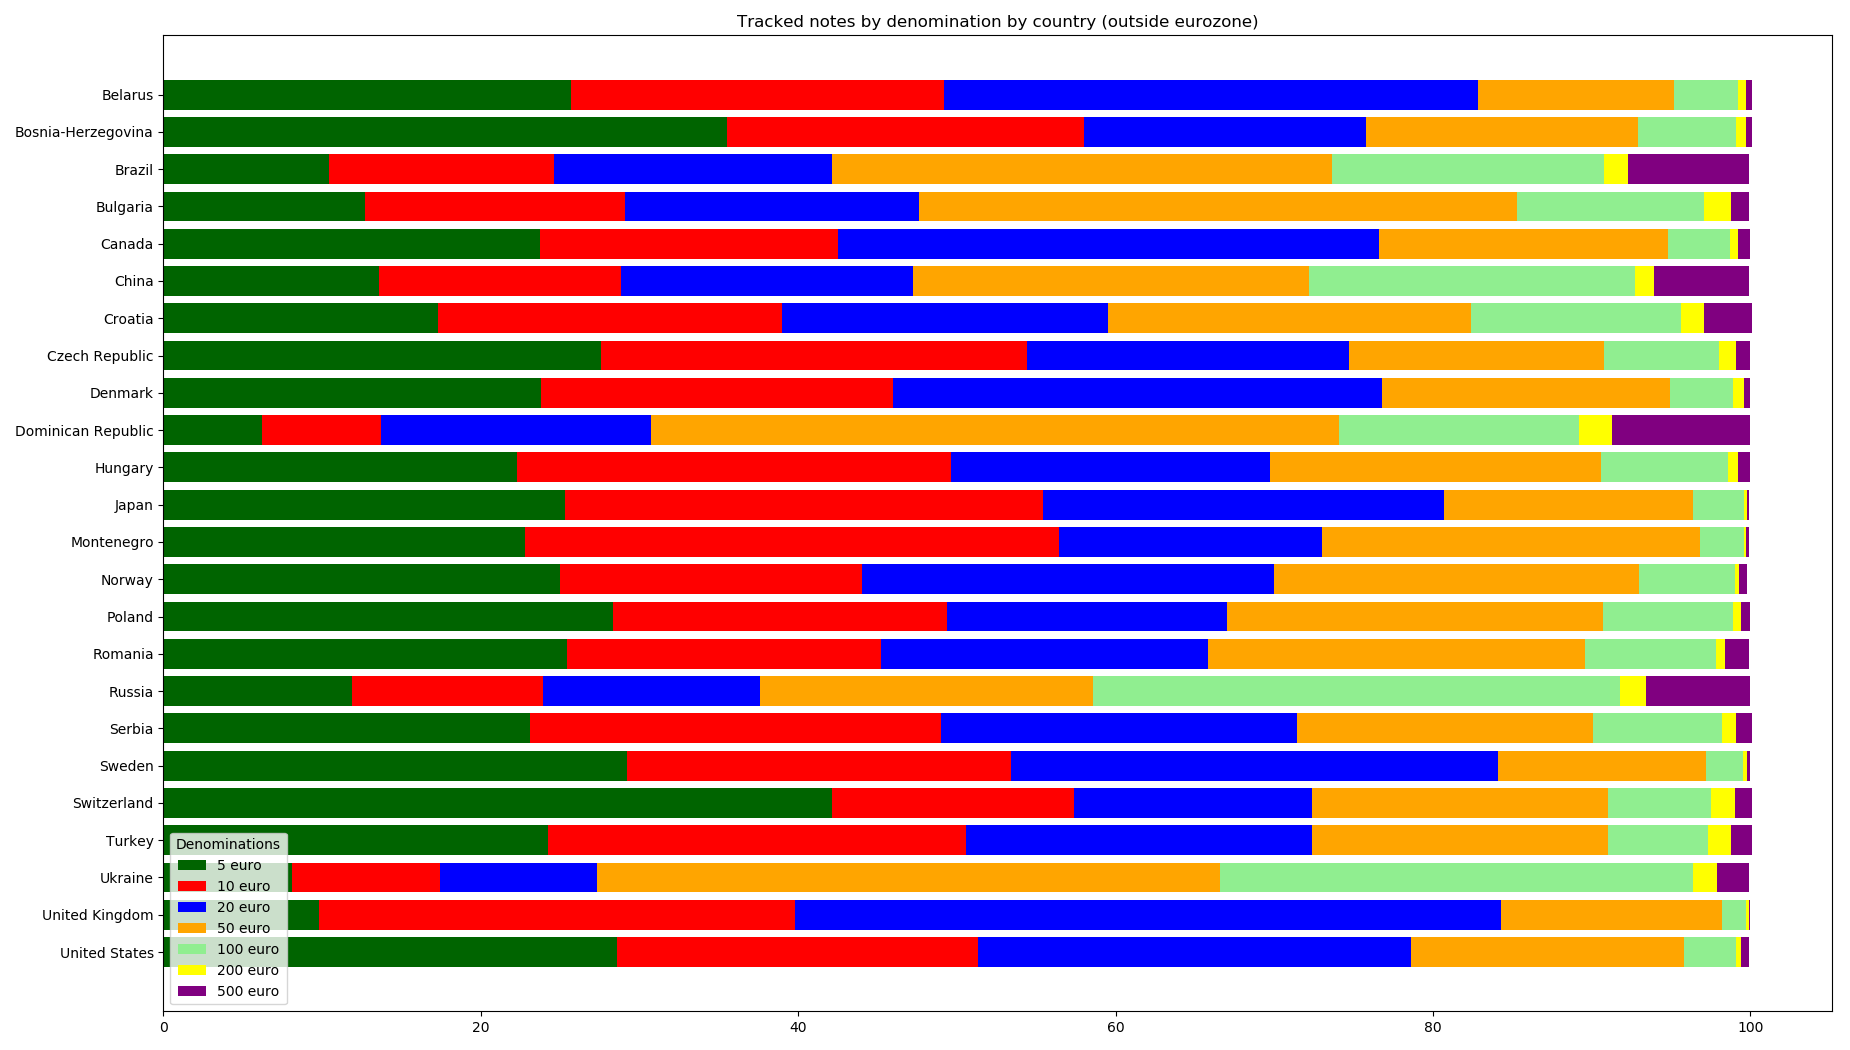 Tracked notes by denomination by country (outside eurozone)
Belarus
Bosnia-Herzegovina
Brazil
Bulgaria
Canada
China
Croatia
Czech Republic
Denmark
Dominican Republic
Hungary
Japan
Montenegro
Norway
Poland
Romania
Russia
Serbia
Sweden
Switzerland
Turkey
Ukraine
United Kingdom
United States
Denominations
5 euro
10 euro
20 euro
50 euro
100 euro
200 euro
500 euro
0 20 40 60 80 100